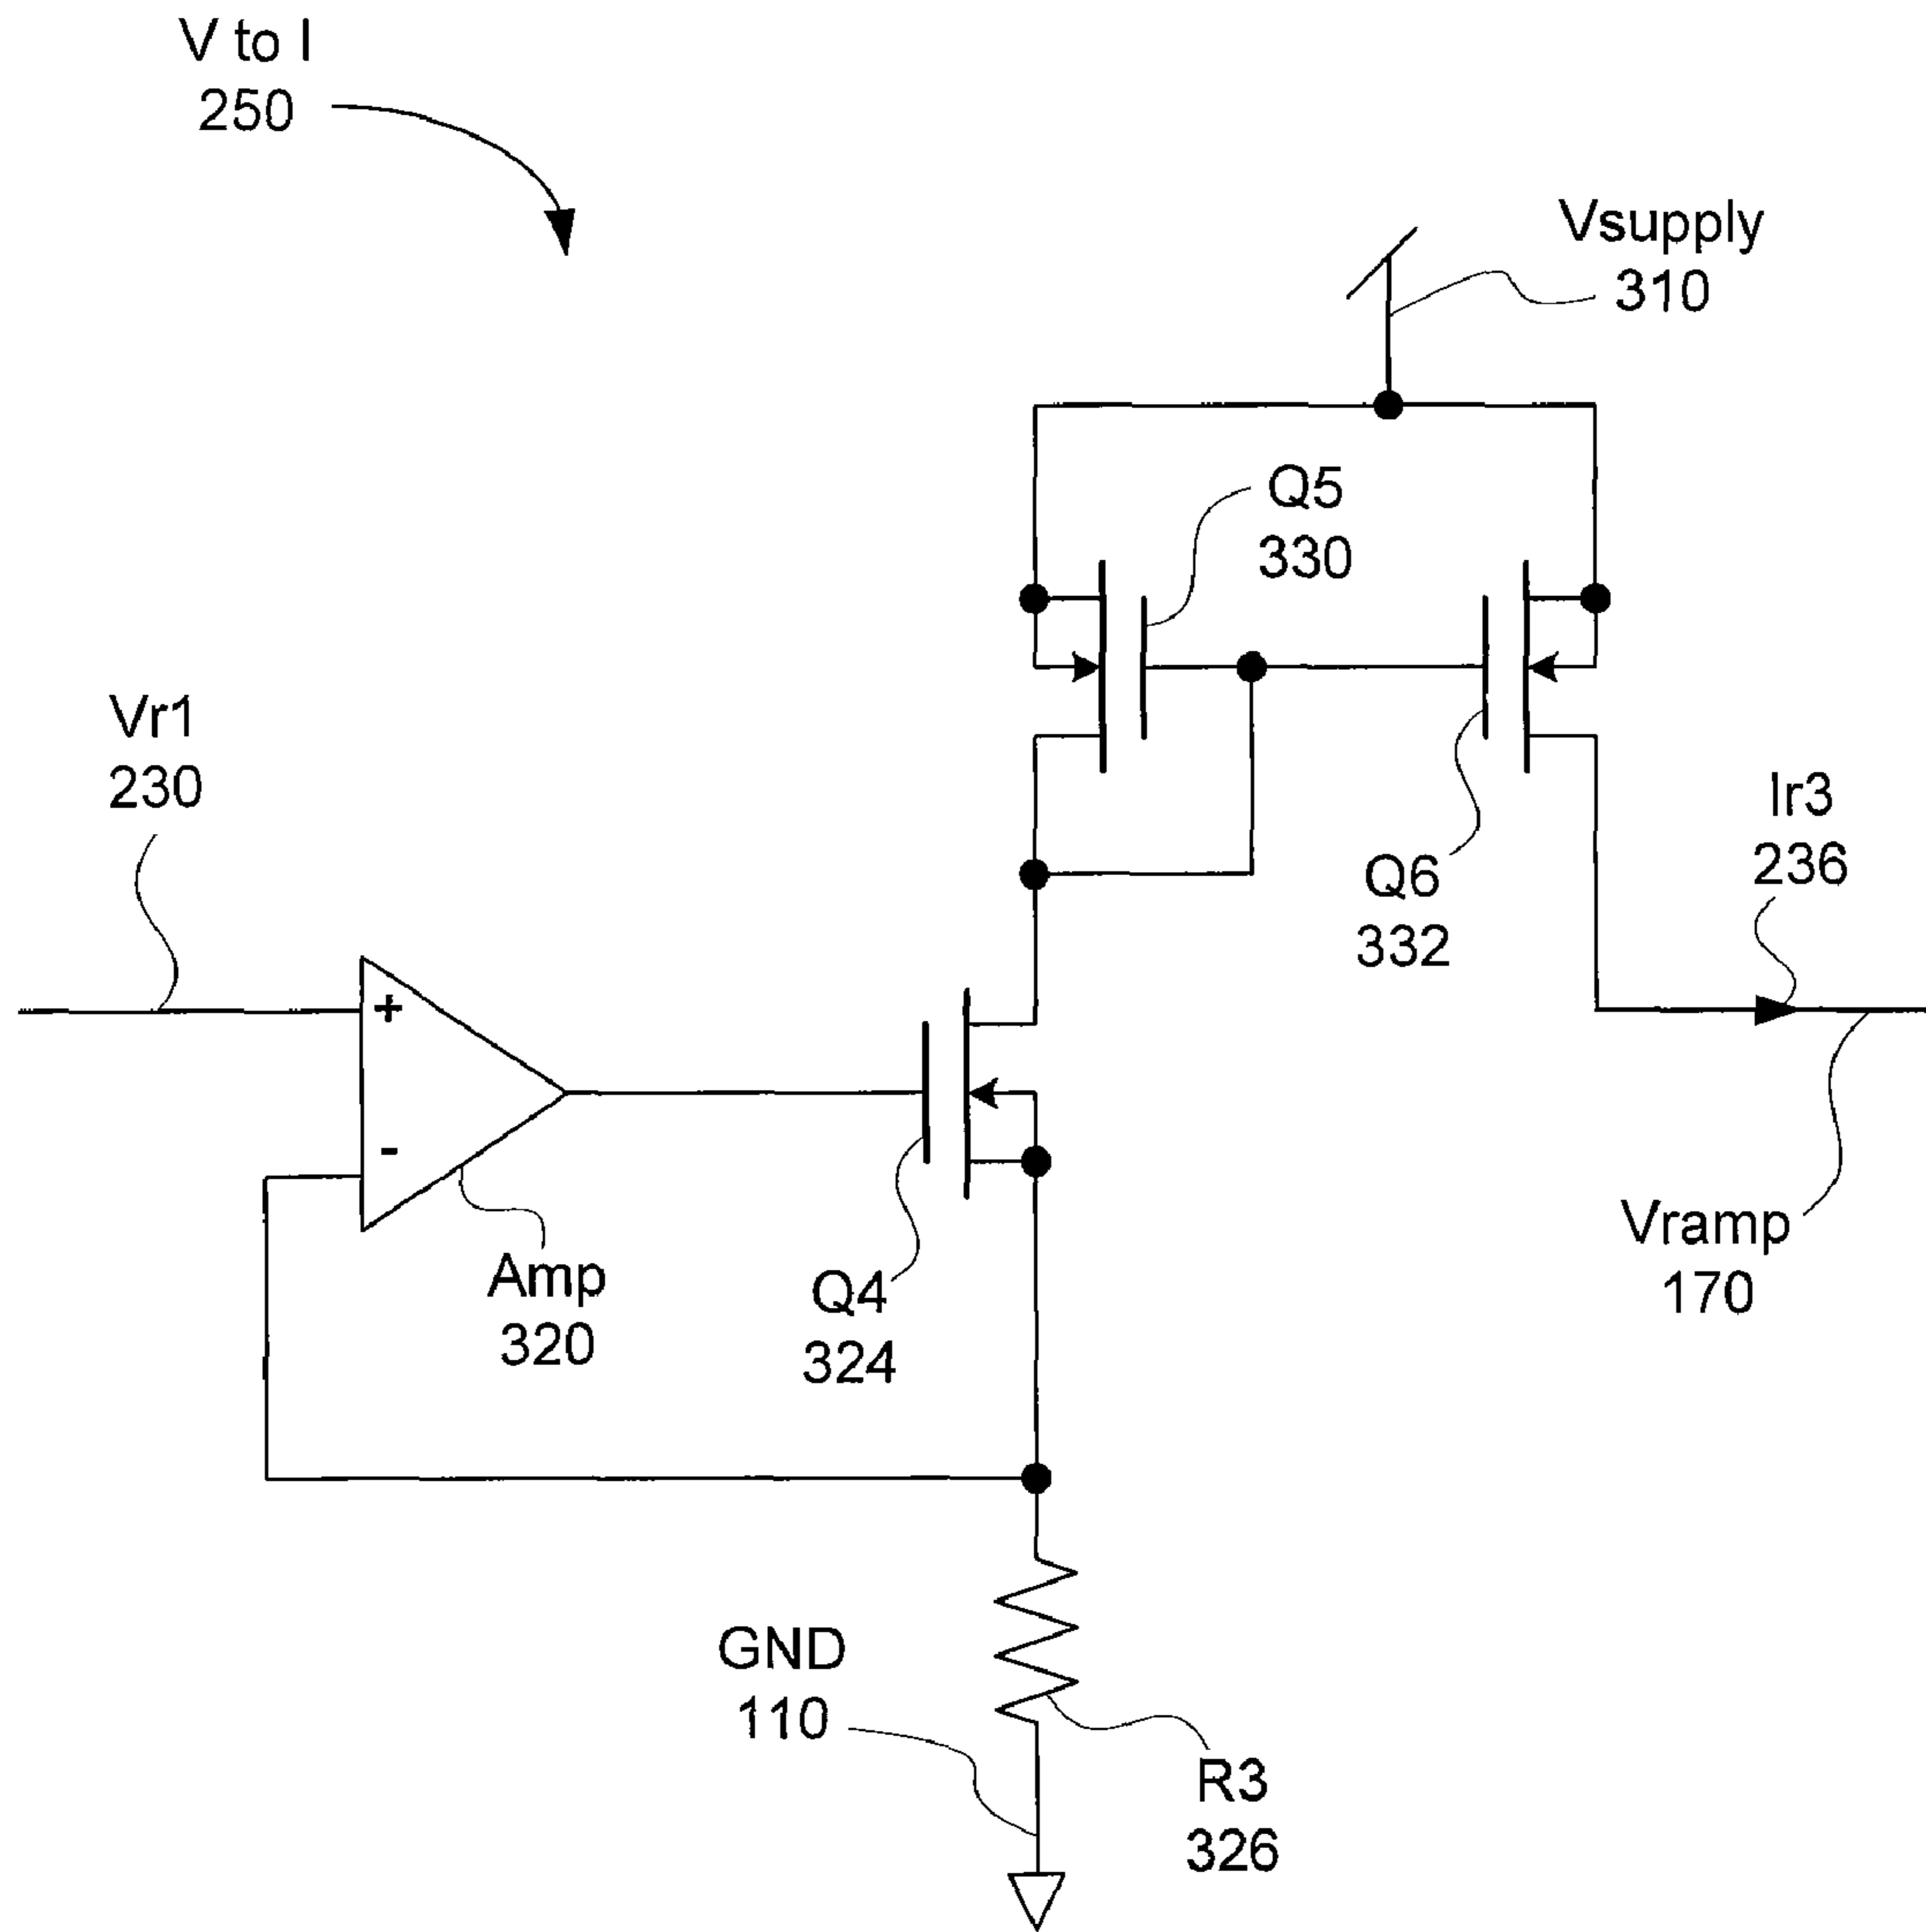 V to I
250
Vsupply
310
Q5
330
Vr1
230
Ir3
236
Q6
332
+
-
Amp
320
Q4
324
Vramp
170
GND
110
R3
326